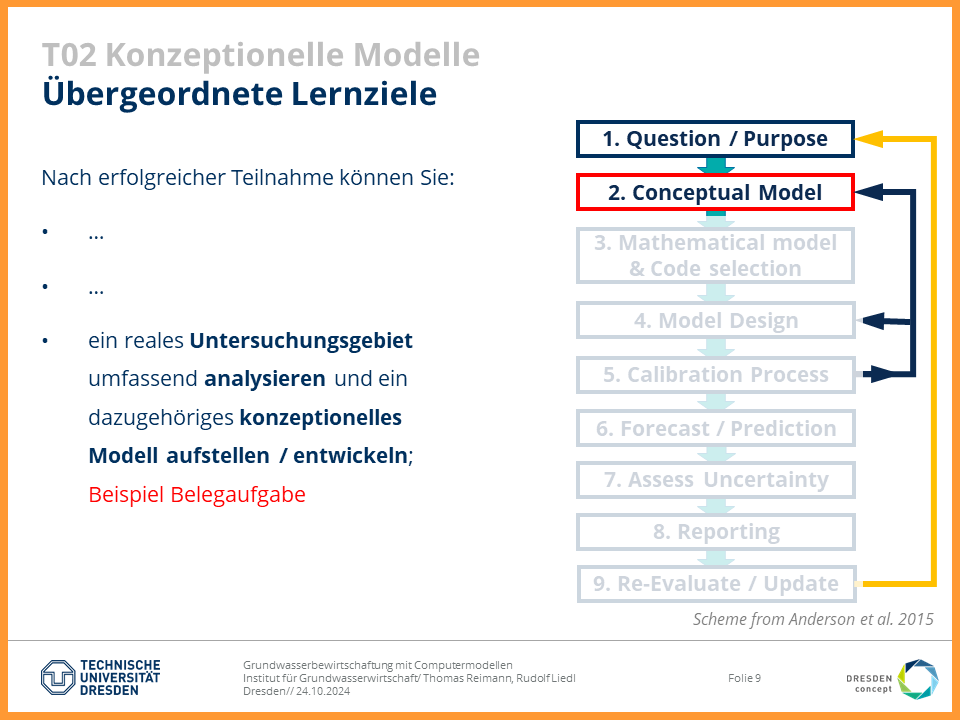 T02 Konzeptionelle Modelle
Übergeordnete Lernziele
Nach erfolgreicher Teilnahme können Sie:
• ...
• ...
• ein reales Untersuchungsgebiet
umfassend analysieren und ein
dazugehöriges konzeptionelles
Modell aufstellen / entwickeln;
Beispiel Belegaufgabe
1. Question / Purpose
2. Conceptual Model
3. Mathematical model
& Code selection
4. Model Design
5. Calibration Process
6. Forecast / Prediction
7. Assess Uncertainty
8. Reporting
9. Re-Evaluate / Update
Scheme from Anderson et al. 2015
TECHNISCHE
UNIVERSITÄT
DRESDEN
Grundwasserbewirtschaftung mit Computermodellen
Institut für Grundwasserwirtschaft/ Thomas Reimann, Rudolf Liedl
Dresden// 24.10.2024
Folie 9
DRESDEN
concept